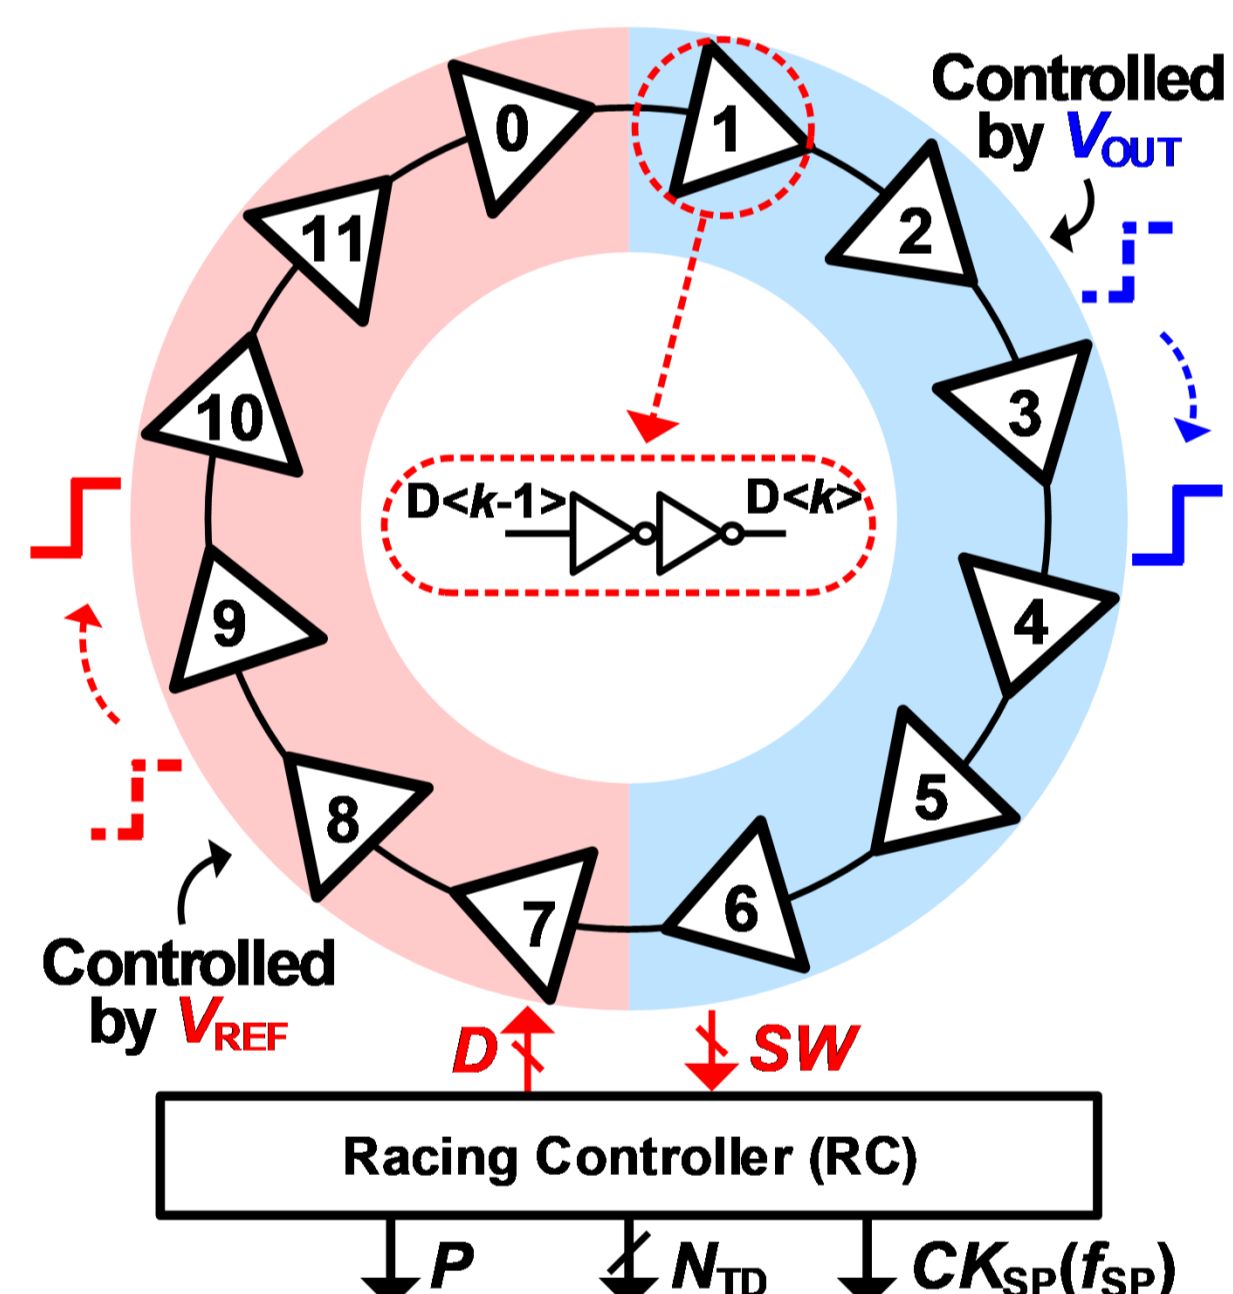 Controlled
by VOUT
0
1
11
2
10
3
D<k-1>
D<k>
9
4
8
5
7
6
Controlled
by VREF
D
SW
Racing Controller (RC)
P
NTD
CKSP(fSP)